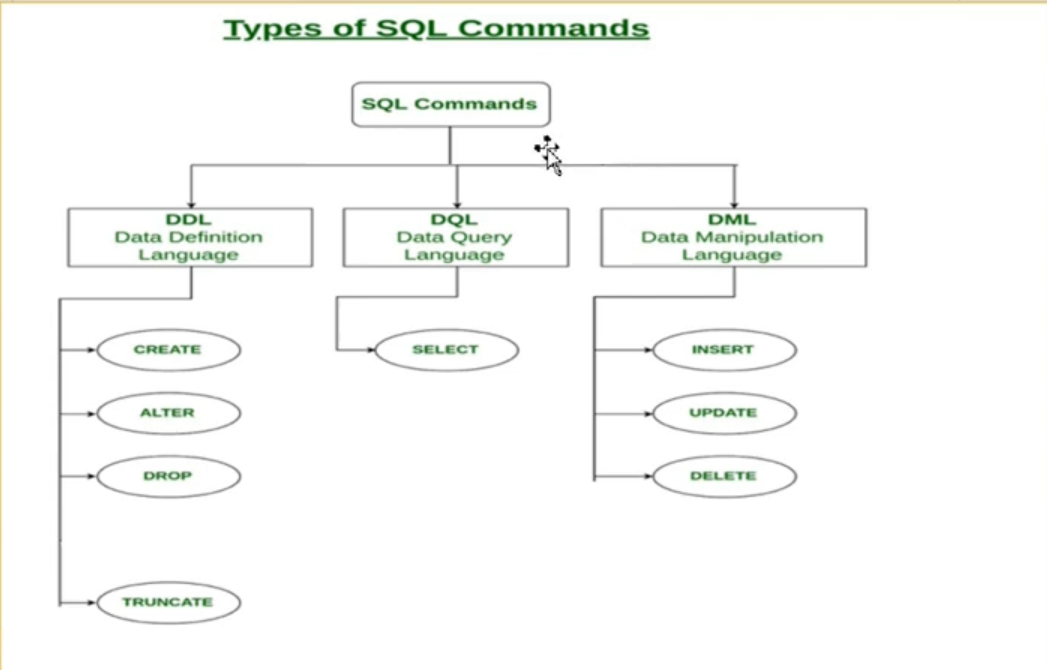 Types of SQL Commands
SQL Commands
DDL
Data Definition
Language
DQL
Data Query
Language
DML
Data Manipulation
Language
CREATE
SELECT
INSERT
ALTER
UPDATE
DROP
DELETE
TRUNCATE